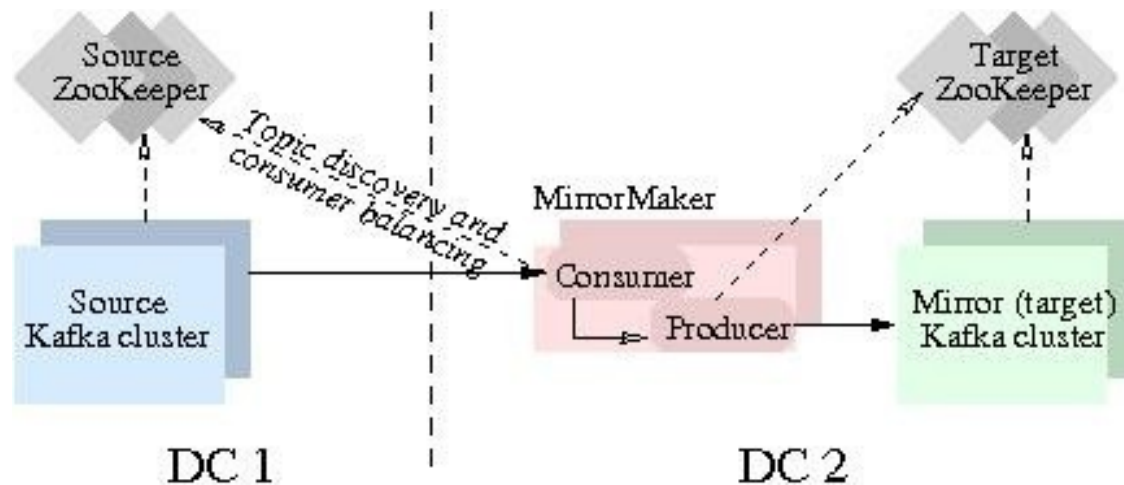 Source
ZooKeeper
Target
ZooKeeper
Topic discovery and
consumer balancing
MirrorMaker
Consumer
Producer
Source
Kafka cluster
Mirror (target)
Kafka cluster
DC 1
DC 2